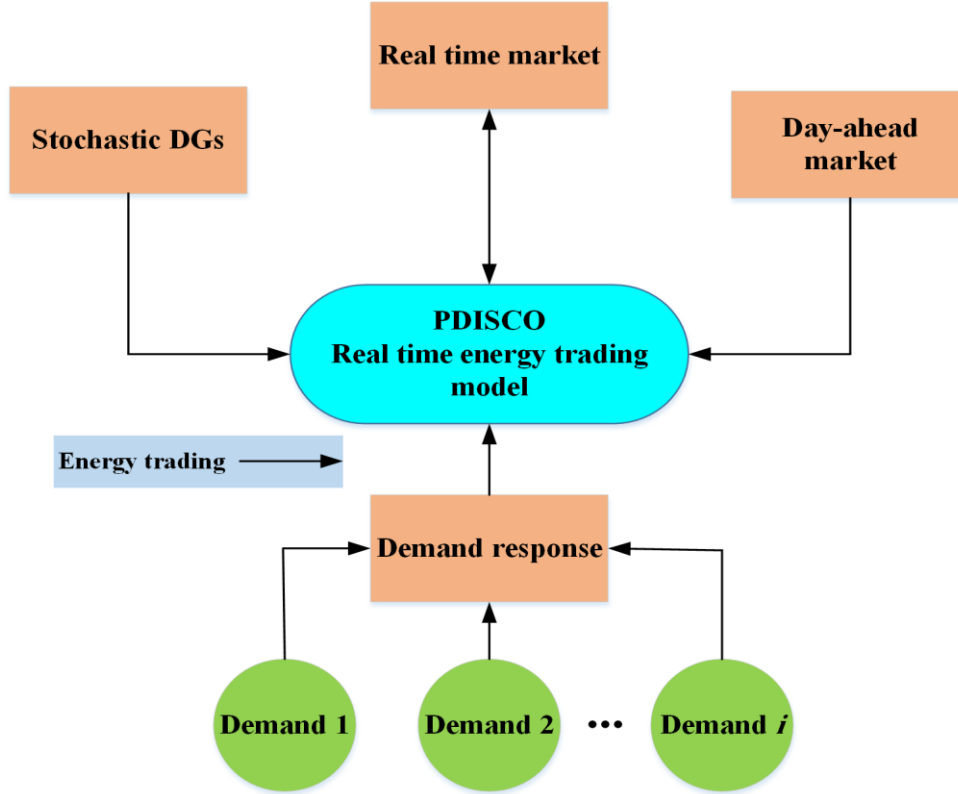 Real time market
Stochastic DGs
Day-ahead
market
PDISCO
Real time energy trading
model
Energy trading
Demand response
Demand 1
Demand 2
•••
Demand i